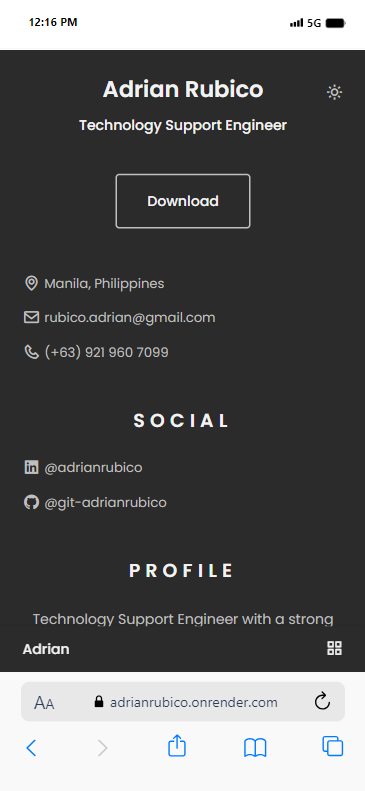 12:16 PM
5G
Adrian Rubico
Technology Support Engineer
Download
Manila, Philippines
rubico.adrian@gmail.com
(+63) 921 960 7099
SOCIAL
@adrianrubico
@git-adrianrubico
PROFILE
Technology Support Engineer with a strong
Adrian
AA
adrianrubico.onrender.com